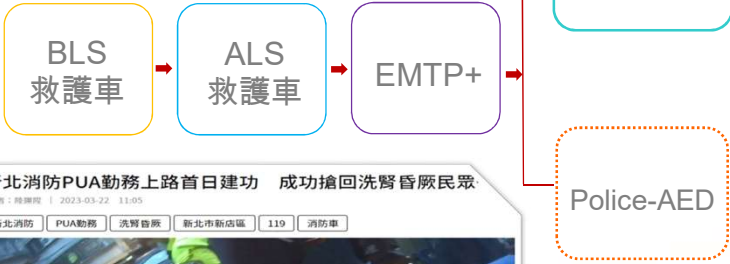 BLS
救護車
ALS
救護車
EMTP+
Police-AED
北消防PUA勤務上路首日建功 成功搶回洗腎昏厥民眾
2023-03-22 11:05
北消防
PUA勤務
洗腎昏厥
新北市新店區
119
消防車